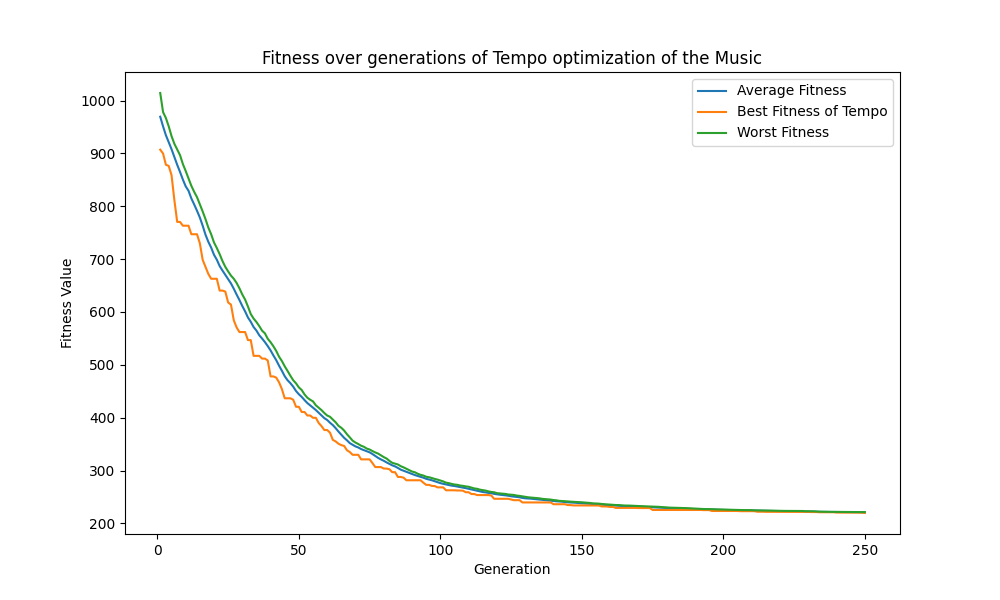 Fitness over generations of Tempo optimization of the Music
Average Fitness
Best Fitness of Tempo
Worst Fitness
Fitness Value
1000
900
800
700
600
500
400
300
200
0 50 100 150 200 250
Generation